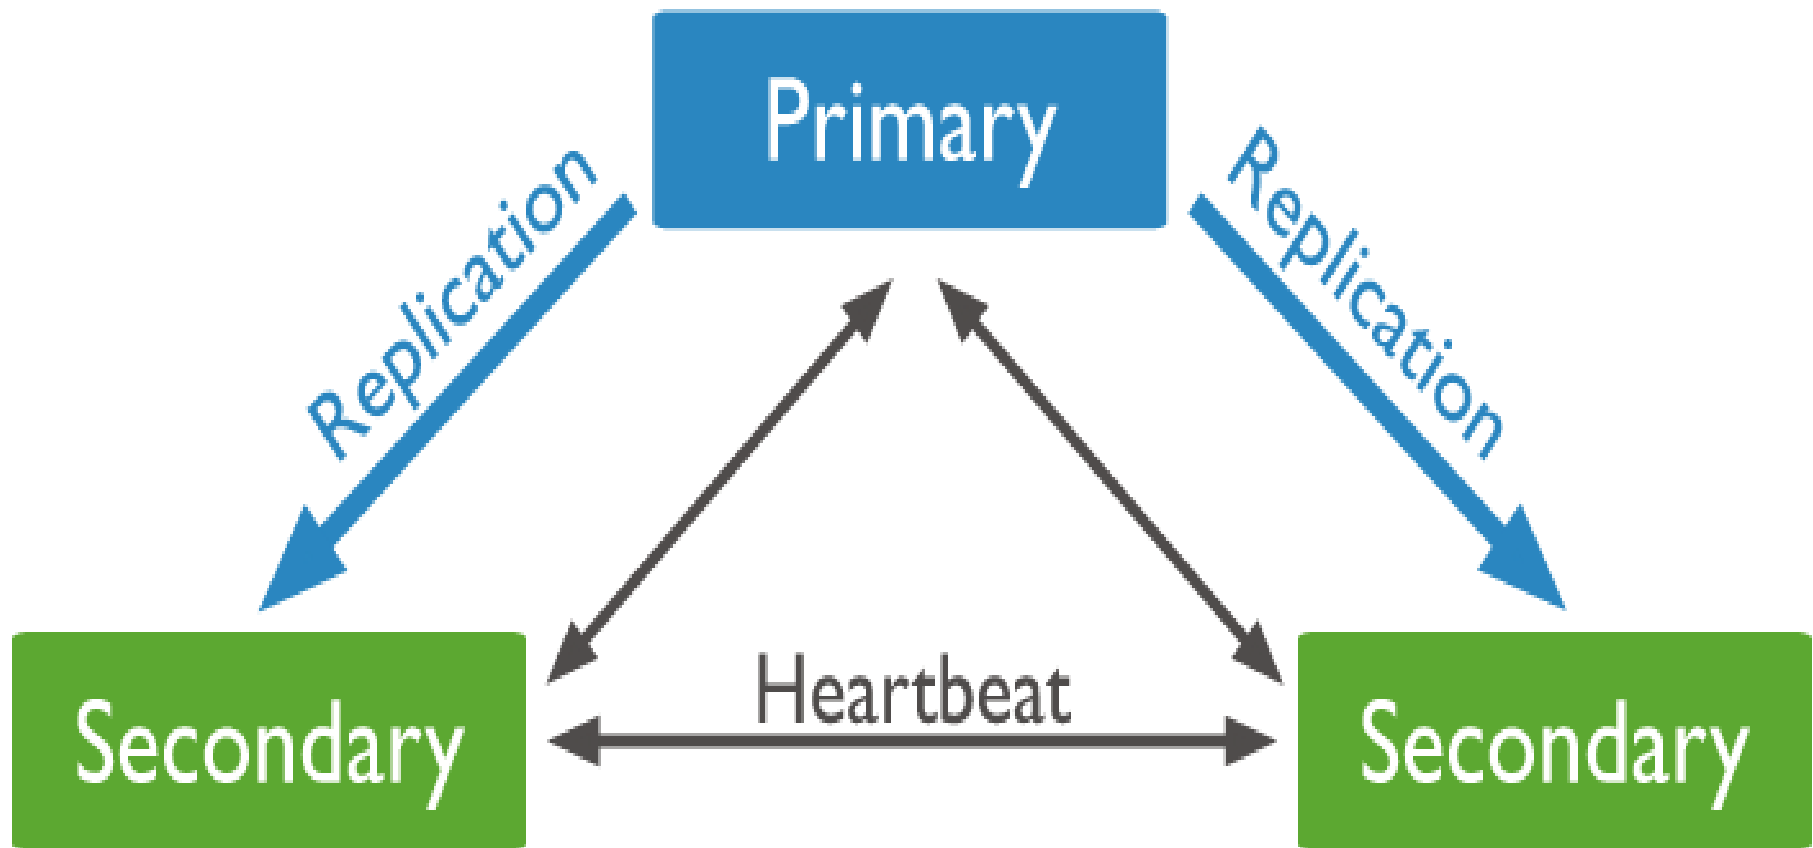 Primary
Replication
Replication
Heartbeat
Secondary
Secondary